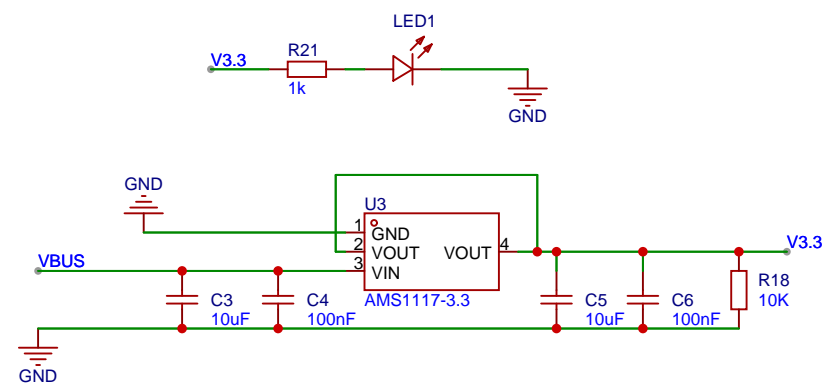 LED1
V3.3
R21
1k
GND
GND
U3
1
GND
2
VOUT
VOUT
4
V3.3
VBUS
3
VIN
AMS1117-3.3
C3
10uF
C4
100nF
C5
10uF
C6
100nF
R18
10K
GND